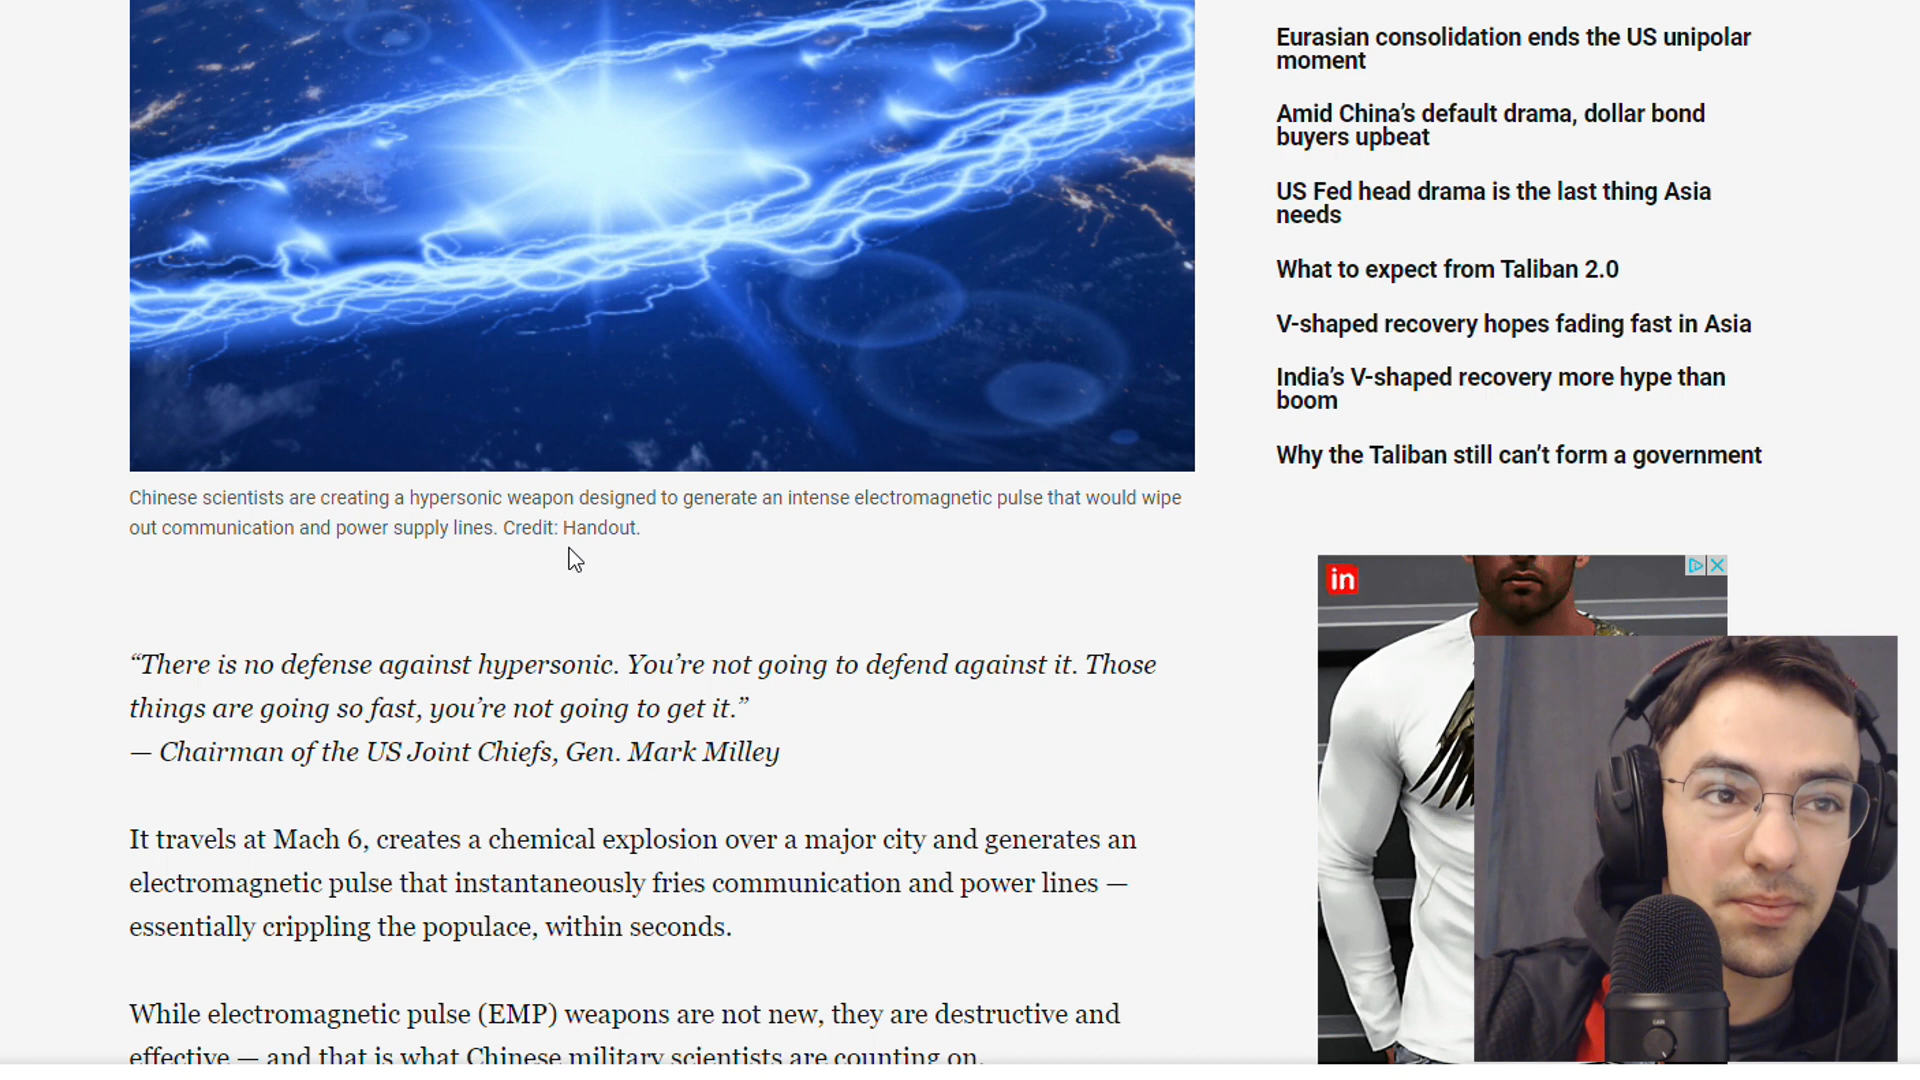 Chinese scientists are creating a hypersonic weapon designed to generate an intense electromagnetic pulse that would wipe
out communication and power supply lines. Credit: Handout.
“There is no defense against hypersonic. You’re not going to defend against it. Those
things are going so fast, you’re not going to get it.”
— Chairman of the US Joint Chiefs, Gen. Mark Milley
It travels at Mach 6, creates a chemical explosion over a major city and generates an
electromagnetic pulse that instantaneously fries communication and power lines —
essentially crippling the populace, within seconds.
While electromagnetic pulse (EMP) weapons are not new, they are destructive and
effective — and that is what Chinese military scientists are counting on.
Eurasian consolidation ends the US unipolar
moment
Amid China’s default drama, dollar bond
buyers upbeat
US Fed head drama is the last thing Asia
needs
What to expect from Taliban 2.0
V-shaped recovery hopes fading fast in Asia
India’s V-shaped recovery more hype than
boom
Why the Taliban still can’t form a government
in
GAIN